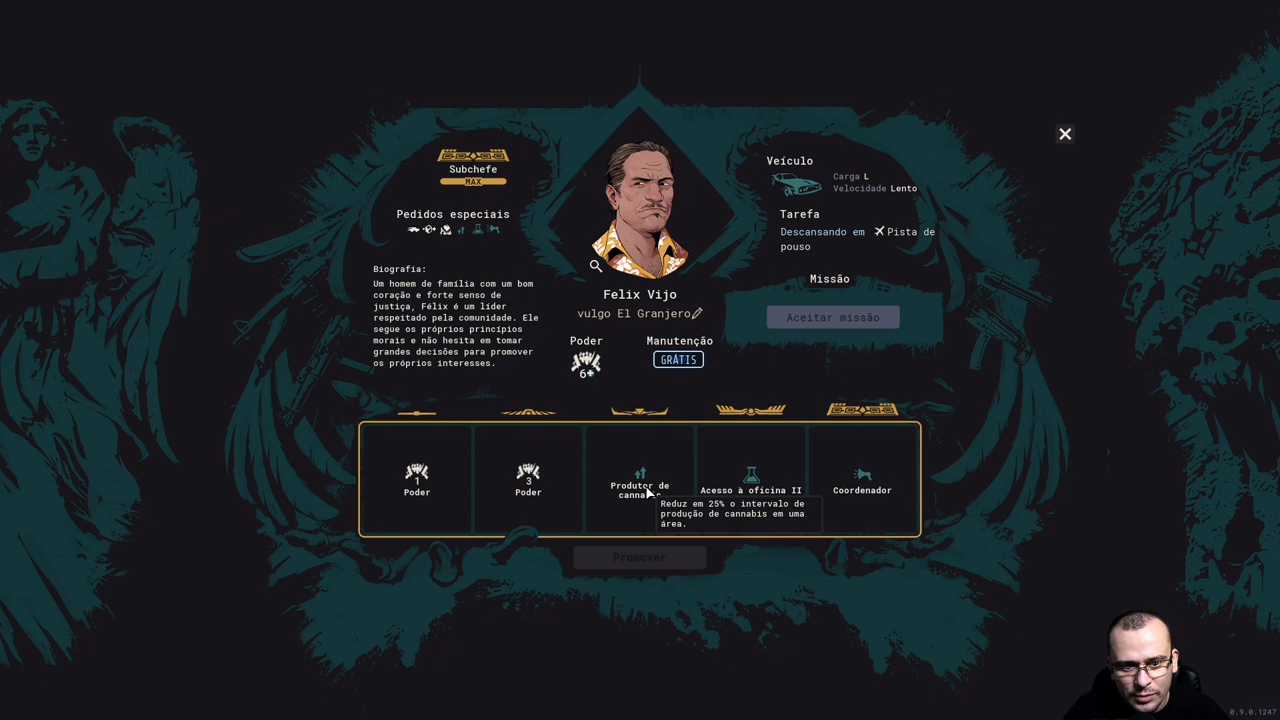 Subchefe
MAX
Pedidos especiais
Biografia:
Um homem de família com um bom
coração e forte senso de
justiça, Félix é um líder
respeitado pela comunidade. Ele
segue os próprios princípios
morais e não hesita em tomar
grandes decisões para promover
os próprios interesses.
Felix Vijo
vulgo El Granjero
Poder
6+
Manutenção
GRÁTIS
Veículo
Carga L
Velocidade Lento
Tarefa
Descansando em Pista de
pouso
Missão
Aceitar missão
1
Poder
3
Poder
Produtor de
Acesso à oficina II
Coordenador
Reduz em 25% o intervalo de
produção de cannabis em uma
área.
Promover
0.9.0.1247